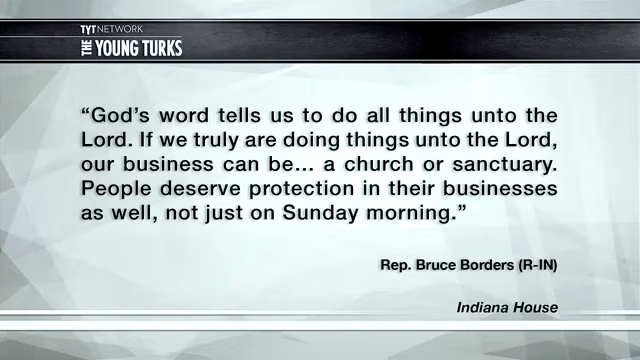 TYTNETWORK
THE YOUNG TURKS
“God’s word tells us to do all things unto the
Lord. If we truly are doing things unto the Lord,
our business can be... a church or sanctuary.
People deserve protection in their businesses
as well, not just on Sunday morning.”
Rep. Bruce Borders (R-IN)
Indiana House